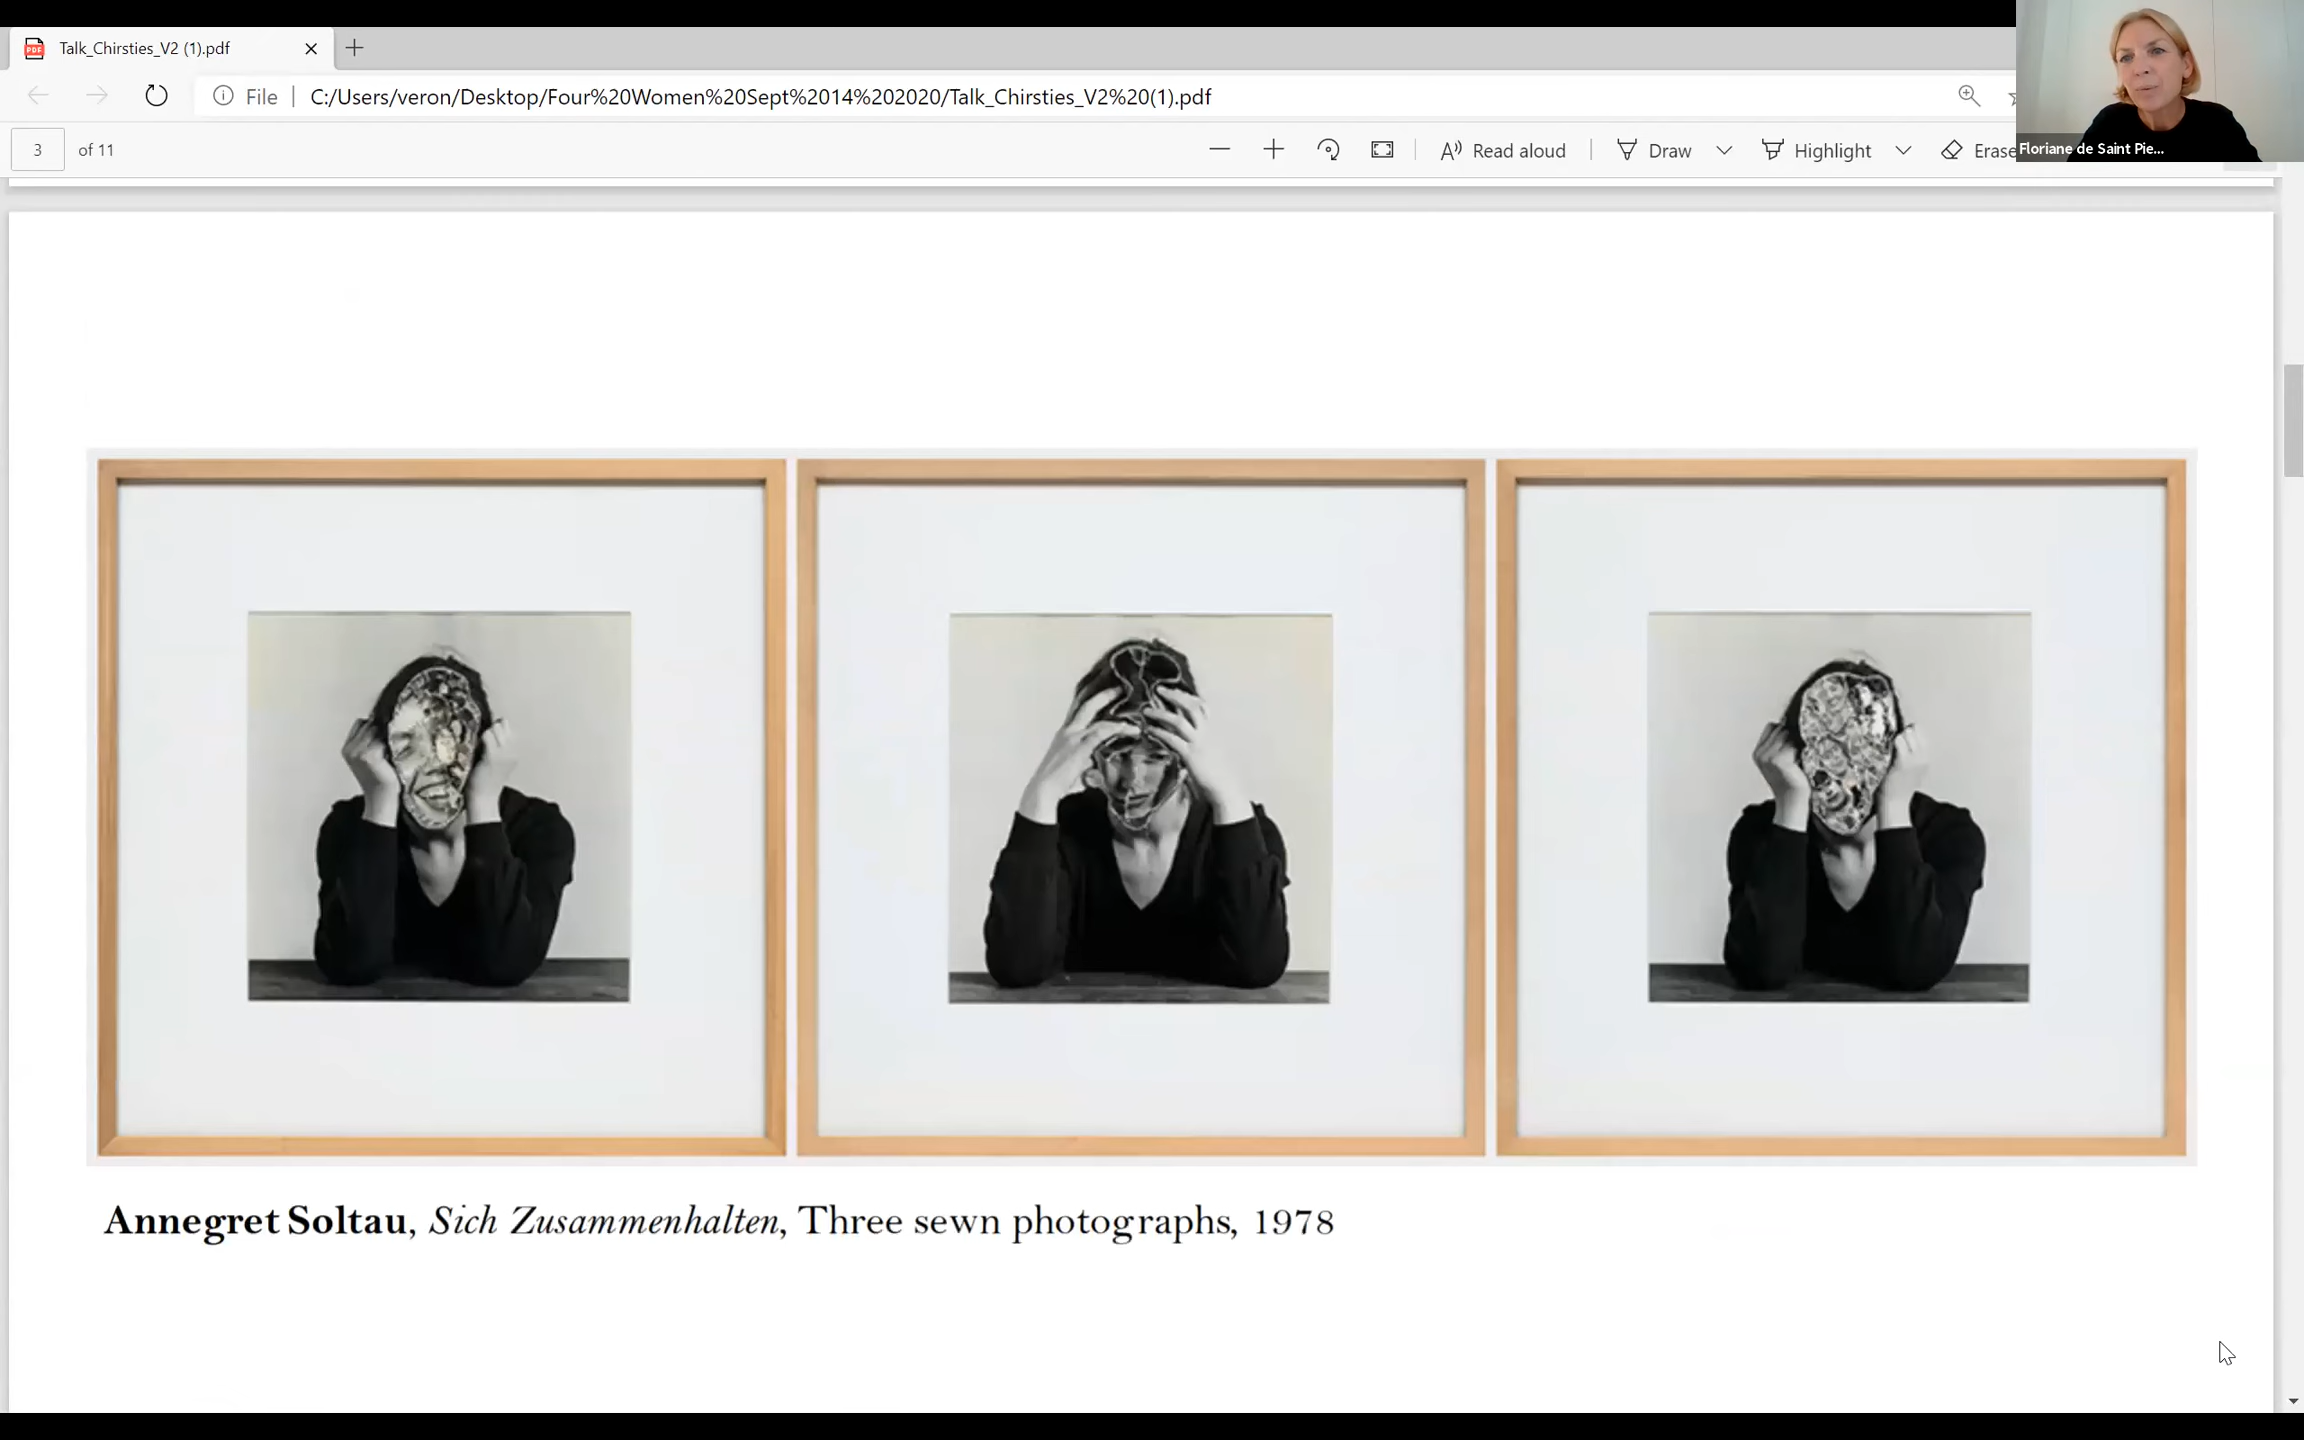 Talk_Chirsties_V2 (1).pdf
File
C:/Users/veron/Desktop/Four%20Women%20Sept%2014%202020/Talk_Chirsties_V2%20(1).pdf
3 of 11
Read aloud
Draw
Highlight
Erase
Floriane de Saint Pie...
Annegret Soltau, Sich Zusammenhalten, Three sewn photographs, 1978